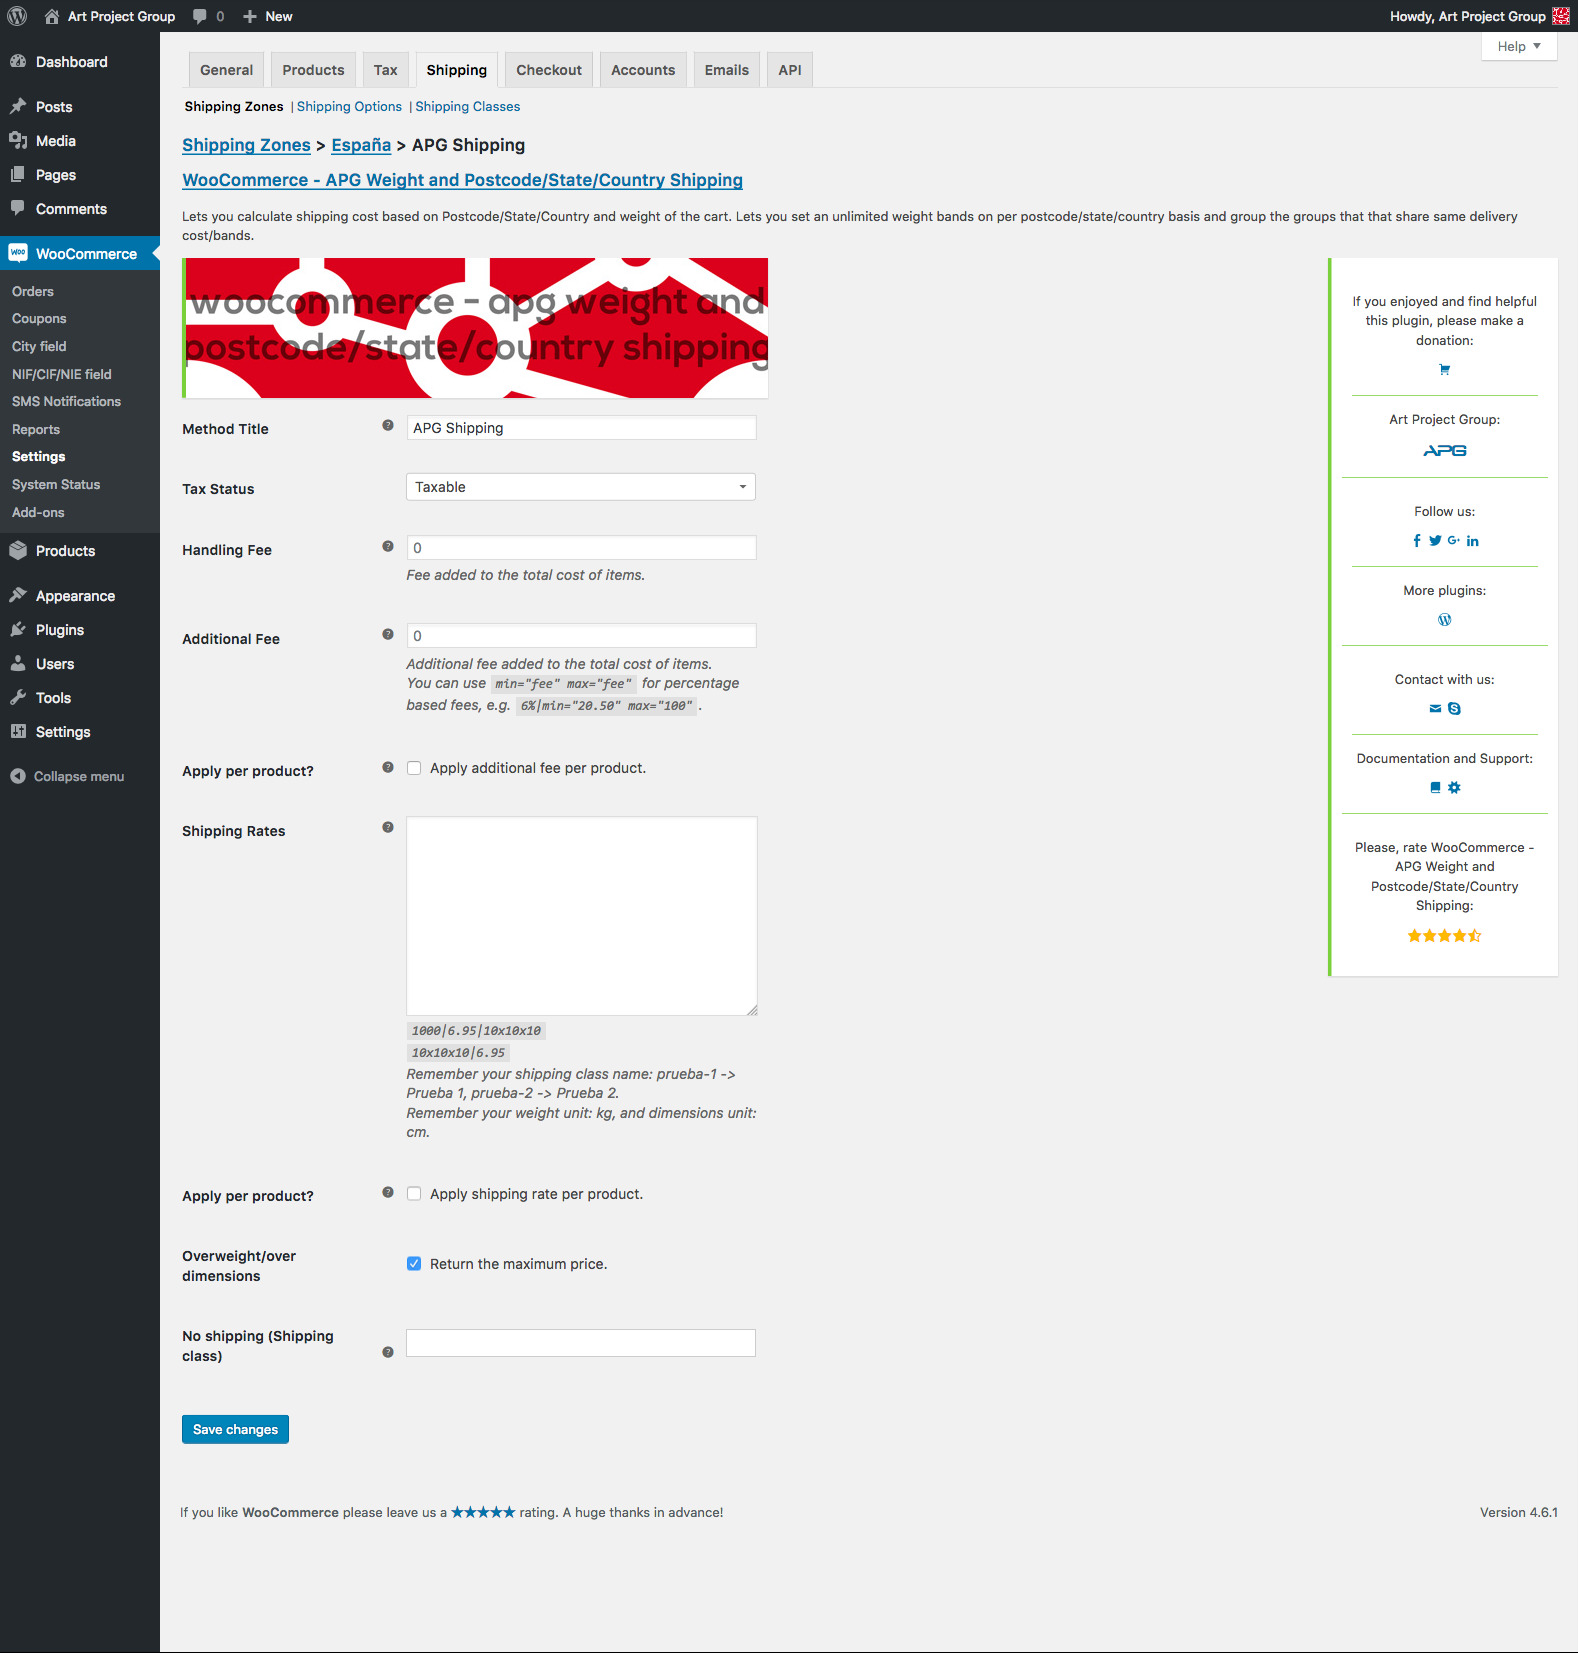 Art Project Group
0
New
Howdy, Art Project Group
Help
Dashboard
Posts
Media
Pages
Comments
WooCommerce
Orders
Coupons
City field
NIF/CIF/NIE field
SMS Notifications
Reports
Settings
System Status
Add-ons
Products
Appearance
Plugins
Users
Tools
Settings
Collapse menu
General
Products
Tax
Shipping
Checkout
Accounts
Emails
API
Shipping Zones | Shipping Options | Shipping Classes
Shipping Zones > España > APG Shipping
WooCommerce - APG Weight and Postcode/State/Country Shipping
Lets you calculate shipping cost based on Postcode/State/Country and weight of the cart. Lets you set an unlimited weight bands on per postcode/state/country basis and group the groups that that share same delivery
cost/bands.
woocommerce - apg weight and
postcode/state/country shipping
Method Title
APG Shipping
Tax Status
Taxable
Handling Fee
0
Fee added to the total cost of items.
Additional Fee
0
Additional fee added to the total cost of items.
You can use min="fee" max="fee" for percentage
based fees, e.g. 6%|min="20.50" max="100" .
Apply per product?
Apply additional fee per product.
Shipping Rates
1000|6.95|10x10x10
10x10x10|6.95
Remember your shipping class name: prueba-1 ->
Prueba 1, prueba-2 -> Prueba 2.
Remember your weight unit: kg, and dimensions unit:
cm.
Apply per product?
Apply shipping rate per product.
Overweight/over
dimensions
Return the maximum price.
No shipping (Shipping
class)
Save changes
If you enjoyed and find helpful
this plugin, please make a
donation:
Art Project Group:
APG
Follow us:
More plugins:
Contact with us:
Documentation and Support:
Please, rate WooCommerce -
APG Weight and
Postcode/State/Country
Shipping:
If you like WooCommerce please leave us a ★★★★★ rating. A huge thanks in advance!
Version 4.6.1